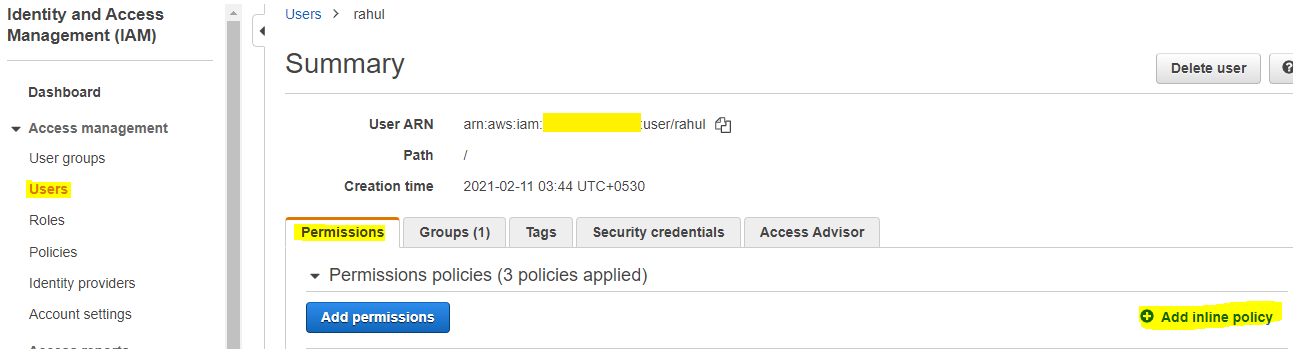 Identity and Access
Management (IAM)
Dashboard
Access management
User groups
Users
Roles
Policies
Identity providers
Account settings
Users > rahul
Summary
Delete user
User ARN arn:aws:iam: :user/rahul
Path /
Creation time 2021-02-11 03:44 UTC+0530
Permissions Groups (1) Tags Security credentials Access Advisor
Permissions policies (3 policies applied)
Add permissions Add inline policy